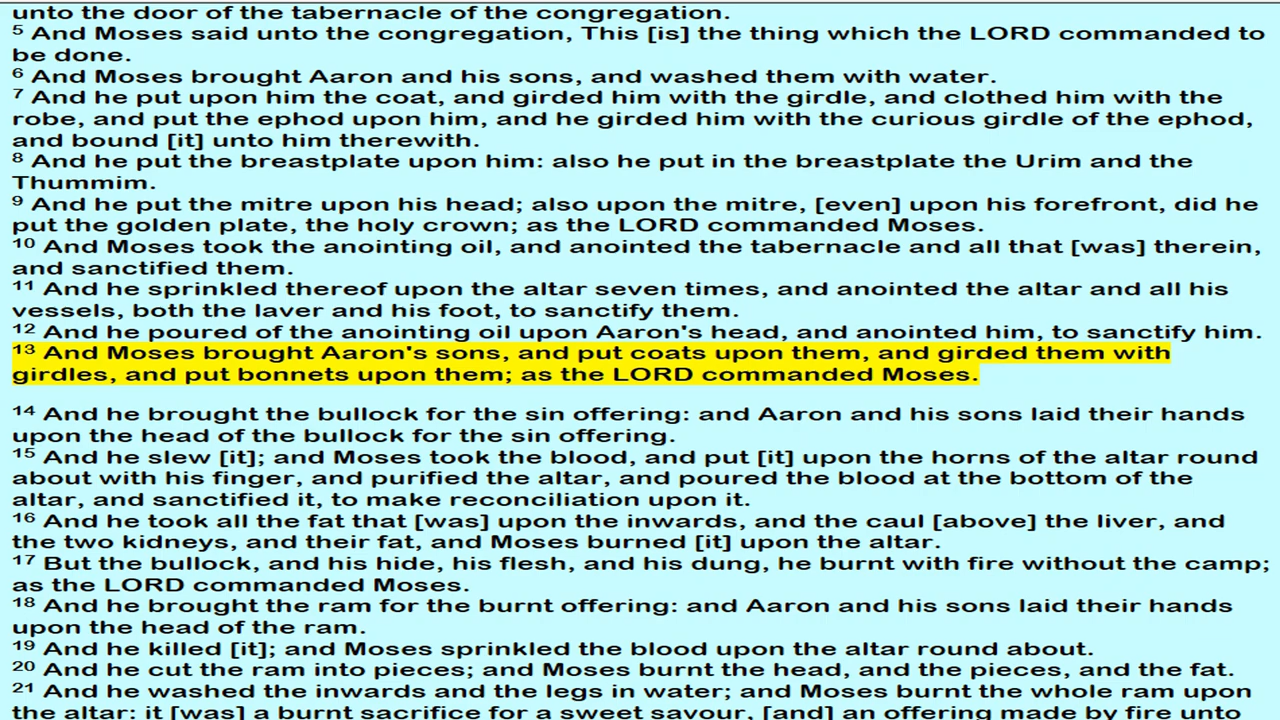 unto the door of the tabernacle of the congregation.
5 And Moses said unto the congregation, This [is] the thing which the LORD commanded to
be done.
6 And Moses brought Aaron and his sons, and washed them with water.
7 And he put upon him the coat, and girded him with the girdle, and clothed him with the
robe, and put the ephod upon him, and he girded him with the curious girdle of the ephod,
and bound [it] unto him therewith.
8 And he put the breastplate upon him: also he put in the breastplate the Urim and the
Thummim.
9 And he put the mitre upon his head; also upon the mitre, [even] upon his forefront, did he
put the golden plate, the holy crown; as the LORD commanded Moses.
10 And Moses took the anointing oil, and anointed the tabernacle and all that [was] therein,
and sanctified them.
11 And he sprinkled thereof upon the altar seven times, and anointed the altar and all his
vessels, both the laver and his foot, to sanctify them.
12 And he poured of the anointing oil upon Aaron's head, and anointed him, to sanctify him.
13 And Moses brought Aaron's sons, and put coats upon them, and girded them with
girdles, and put bonnets upon them; as the LORD commanded Moses.
14 And he brought the bullock for the sin offering: and Aaron and his sons laid their hands
upon the head of the bullock for the sin offering.
15 And he slew [it]; and Moses took the blood, and put [it] upon the horns of the altar round
about with his finger, and purified the altar, and poured the blood at the bottom of the
altar, and sanctified it, to make reconciliation upon it.
16 And he took all the fat that [was] upon the inwards, and the caul [above] the liver, and
the two kidneys, and their fat, and Moses burned [it] upon the altar.
17 But the bullock, and his hide, his flesh, and his dung, he burnt with fire without the camp;
as the LORD commanded Moses.
18 And he brought the ram for the burnt offering: and Aaron and his sons laid their hands
upon the head of the ram.
19 And he killed [it]; and Moses sprinkled the blood upon the altar round about.
20 And he cut the ram into pieces; and Moses burnt the head, and the pieces, and the fat.
21 And he washed the inwards and the legs in water; and Moses burnt the whole ram upon
the altar: it [was] a burnt sacrifice for a sweet savour, [and] an offering made by fire unto